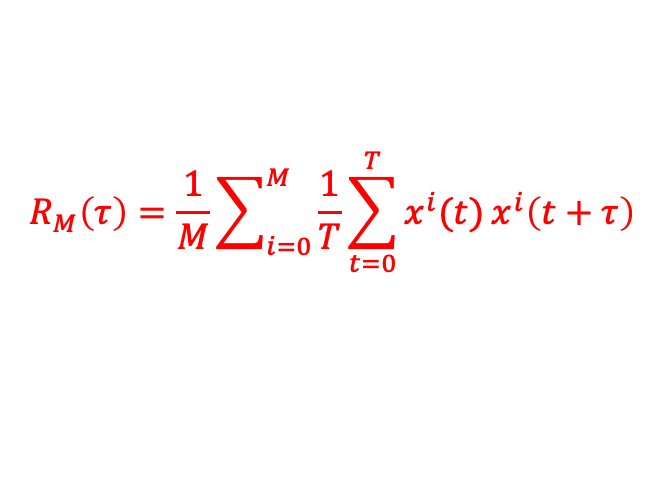 R_M(τ) = \frac{1}{M} \sum_{i=0}^{M} \frac{1}{T} \sum_{t=0}^{T} x^i(t) x^i(t + τ)